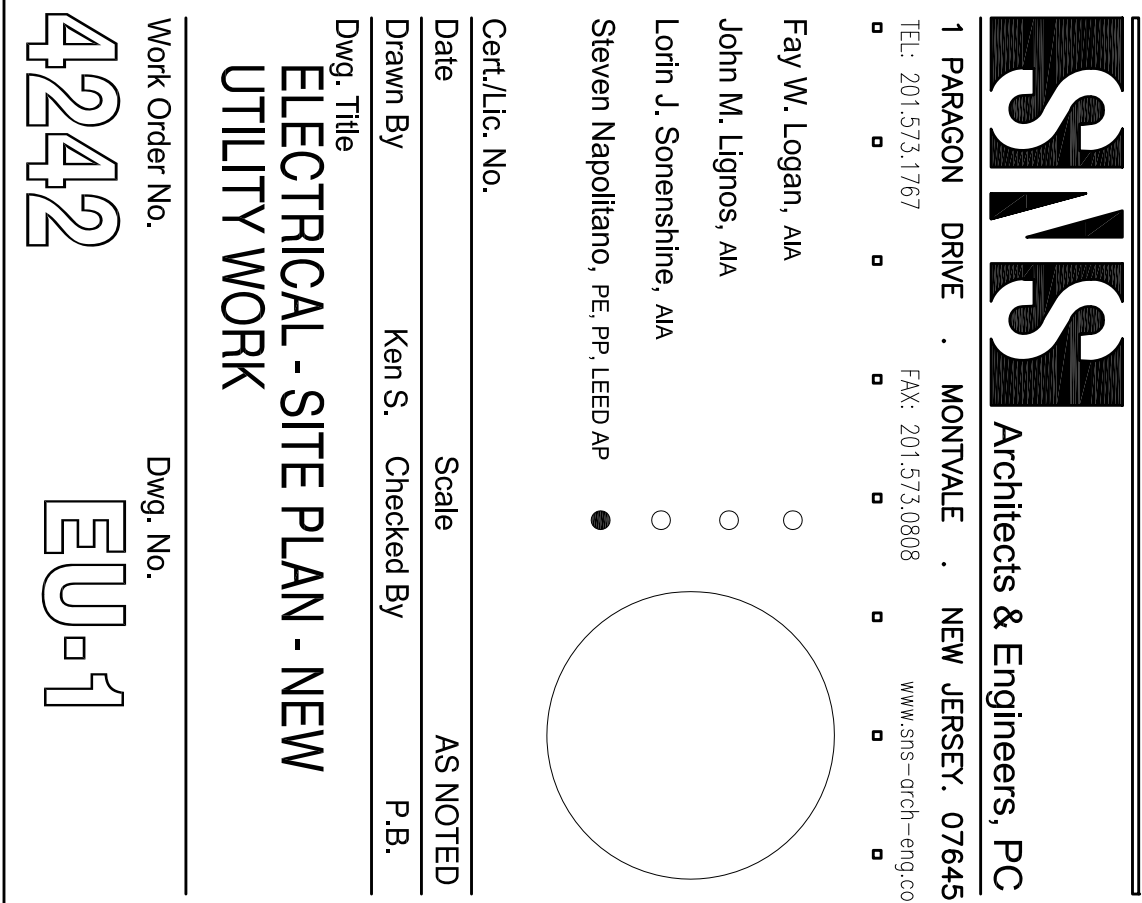 SNS Architects & Engineers, PC
1 PARAGON DRIVE . MONTVALE . NEW JERSEY. 07645
TEL: 201.573.1767 FAX: 201.573.0808 www.sns-arch-eng.co
Fay W. Logan, AIA
John M. Lignos, AIA
Lorin J. Sonenshine, AIA
Steven Napolitano, PE, PP, LEED AP
Cert./Lic. No.
Date Scale AS NOTED
Drawn By Ken S. Checked By P.B.
Dwg. Title
ELECTRICAL - SITE PLAN - NEW
UTILITY WORK
Work Order No. Dwg. No.
4242 EU.1